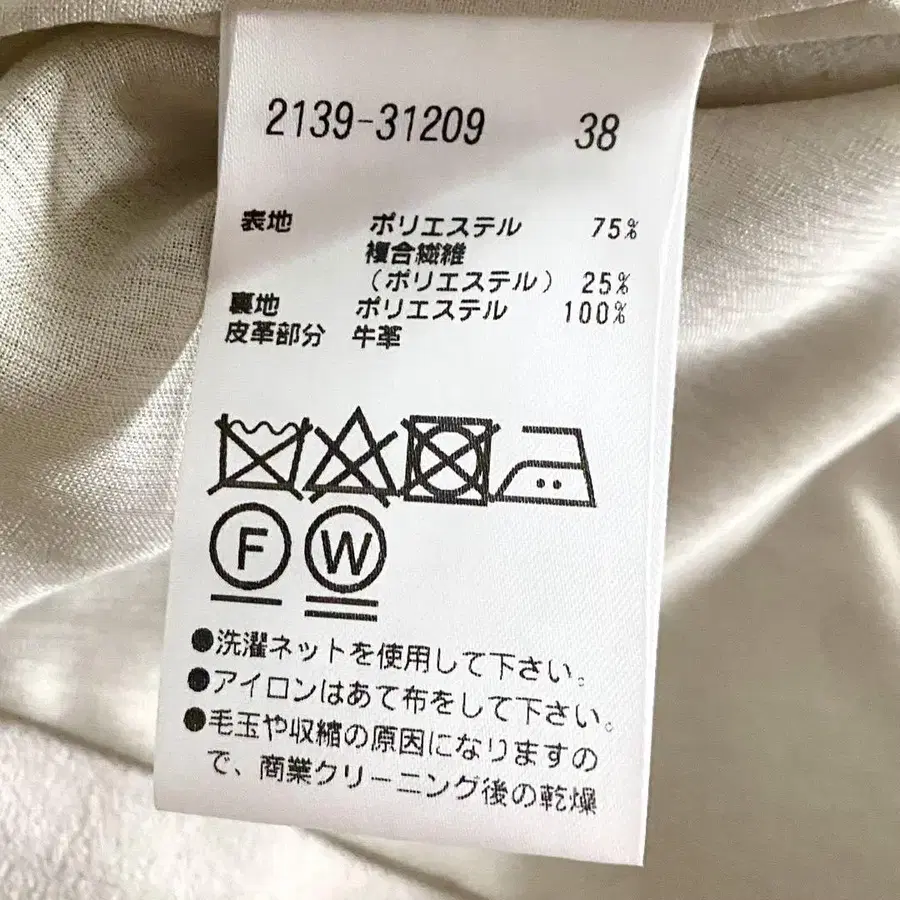 2139-31209 38
表地 ポリエステル 75%
複合繊維
(ポリエステル) 25%
裏地 ポリエステル 100%
皮革部分 牛革
F W
●洗濯ネットを使用して下さい。
●アイロンはあて布をして下さい。
●毛玉や収縮の原因になりますの
で、商業クリーニング後の乾燥